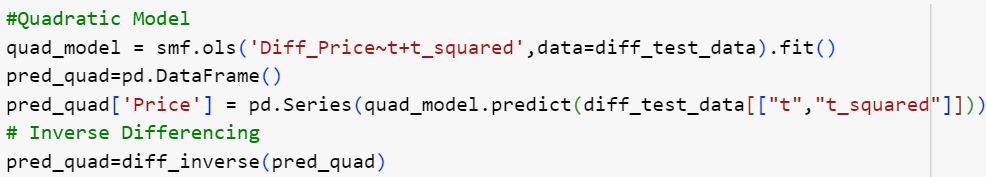 #Quadratic Model
quad_model = smf.ols('Diff_Price~t+t_squared',data=diff_test_data).fit()
pred_quad=pd.DataFrame()
pred_quad['Price'] = pd.Series(quad_model.predict(diff_test_data[["t","t_squared"]]))
# Inverse Differencing
pred_quad=diff_inverse(pred_quad)